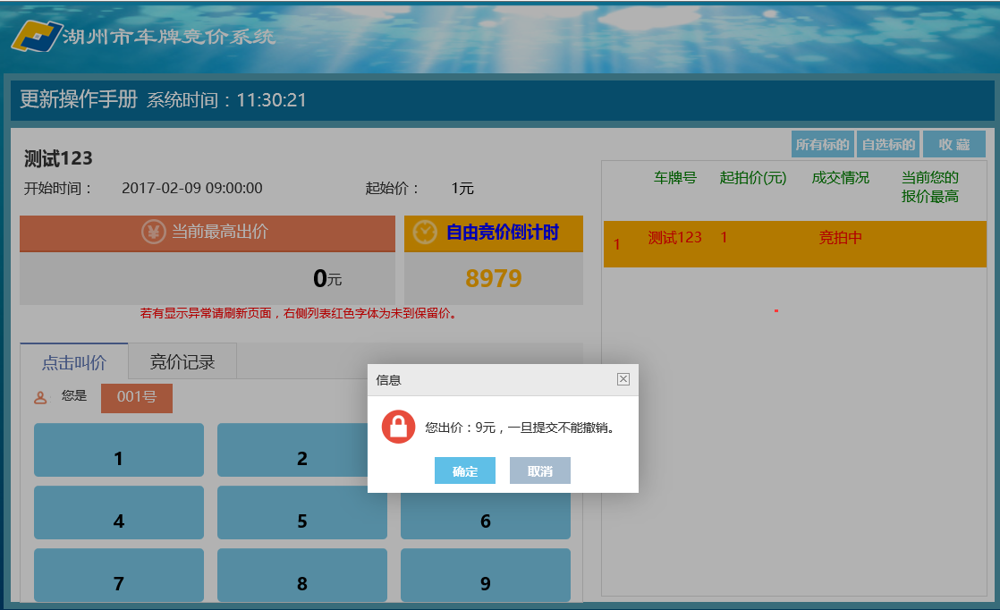 湖州市车牌竞价系统
更新操作手册 系统时间：11:30:21
所有标的 自选标的 收 藏
测试123
开始时间： 2017-02-09 09:00:00 起始价： 1元
车牌号 起拍价(元) 成交情况 当前您的
报价最高
¥ 当前最高出价 自由竞价倒计时
1 测试123 1 竞拍中
0元 8979
若有显示异常请刷新页面，右侧列表红色字体为未到保留价。
点击叫价 竞价记录
您是 001号
信息
您出价：9元，一旦提交不能撤销。
确定 取消
1 2
4 5 6
7 8 9